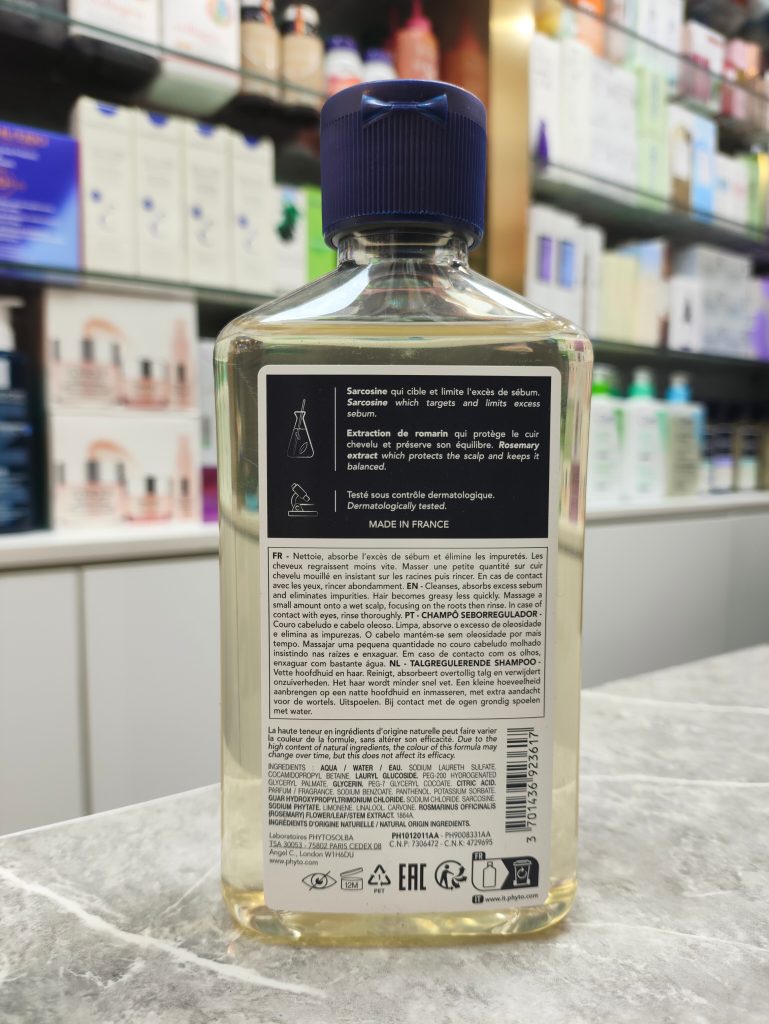 Sarcosine qui cible et limite l'excès de sébum.
Sarcosine which targets and limits excess
sebum.
Extraction de romarin qui protège le cuir
chevelu et préserve son équilibre. Rosemary
extract which protects the scalp and keeps it
balanced.
Testé sous contrôle dermatologique.
Dermatologically tested.
MADE IN FRANCE
FR - Nettoie, absorbe l'excès de sébum et élimine les impuretés. Les
cheveux regraissent moins vite. Masser une petite quantité sur cuir
chevelu mouillé en insistant sur les racines puis rincer. En cas de contact
avec les yeux, rincer abondamment. EN - Cleanses, absorbs excess sebum
and eliminates impurities. Hair becomes greasy less quickly. Massage a
small amount onto a wet scalp, focusing on the roots then rinse. In case of
contact with eyes, rinse thoroughly. PT - CHAMPÔ SEBORREGULADOR -
Couro cabeludo e cabelo oleoso. Limpa, absorve o excesso de oleosidade
e elimina as impurezas. O cabelo mantém-se sem oleosidade por mais
tempo. Massajar uma pequena quantidade no couro cabeludo molhado
insistindo nas raízes e enxaguar. Em caso de contacto com os olhos,
enxaguar com bastante água. NL - TALGREGULERENDE SHAMPOO -
Vette hoofdhuid en haar. Reinigt, absorbeert overtollig talg en verwijdert
onzuiverheden. Het haar wordt minder snel vet. Een kleine hoeveelheid
aanbrengen op een natte hoofdhuid en inmasseren, met extra aandacht
voor de wortels. Uitspoelen. Bij contact met de ogen grondig spoelen
met water.
La haute teneur en ingrédients d'origine naturelle peut faire varier
la couleur de la formule, sans altérer son efficacité. Due to the
high content of natural ingredients, the colour of this formula may
change over time, but this does not affect its efficacy.
INGREDIENTS : AQUA / WATER / EAU. SODIUM LAURETH SULFATE.
COCAMIDOPROPYL BETAINE. LAURYL GLUCOSIDE. PEG-200 HYDROGENATED
GLYCERYL PALMATE. GLYCERIN. PEG-7 GLYCERYL COCOATE. CITRIC ACID.
PARFUM / FRAGRANCE. SODIUM BENZOATE. PANTHENOL. POTASSIUM SORBATE.
GUAR HYDROXYPROPYLTRIMONIUM CHLORIDE. SODIUM CHLORIDE. SARCOSINE.
SODIUM PHYTATE. LIMONENE. LINALOOL. CARVONE. ROSMARINUS OFFICINALIS
(ROSEMARY) FLOWER/LEAF/STEM EXTRACT. 1864A.
INGRÉDIENTS D'ORIGINE NATURELLE / NATURAL ORIGIN INGREDIENTS.
3 701436 923617
Laboratoires PHYTOSOLBA PH1012011AA - PH9008331AA
TSA 30053 - 75802 PARIS CEDEX 08 C.N.P: 7306472 - C.N.K: 4729695
Angel C., London W1H6DU
www.phyto.com
FR
12M
PET
EAC
IT www.it.phyto.com